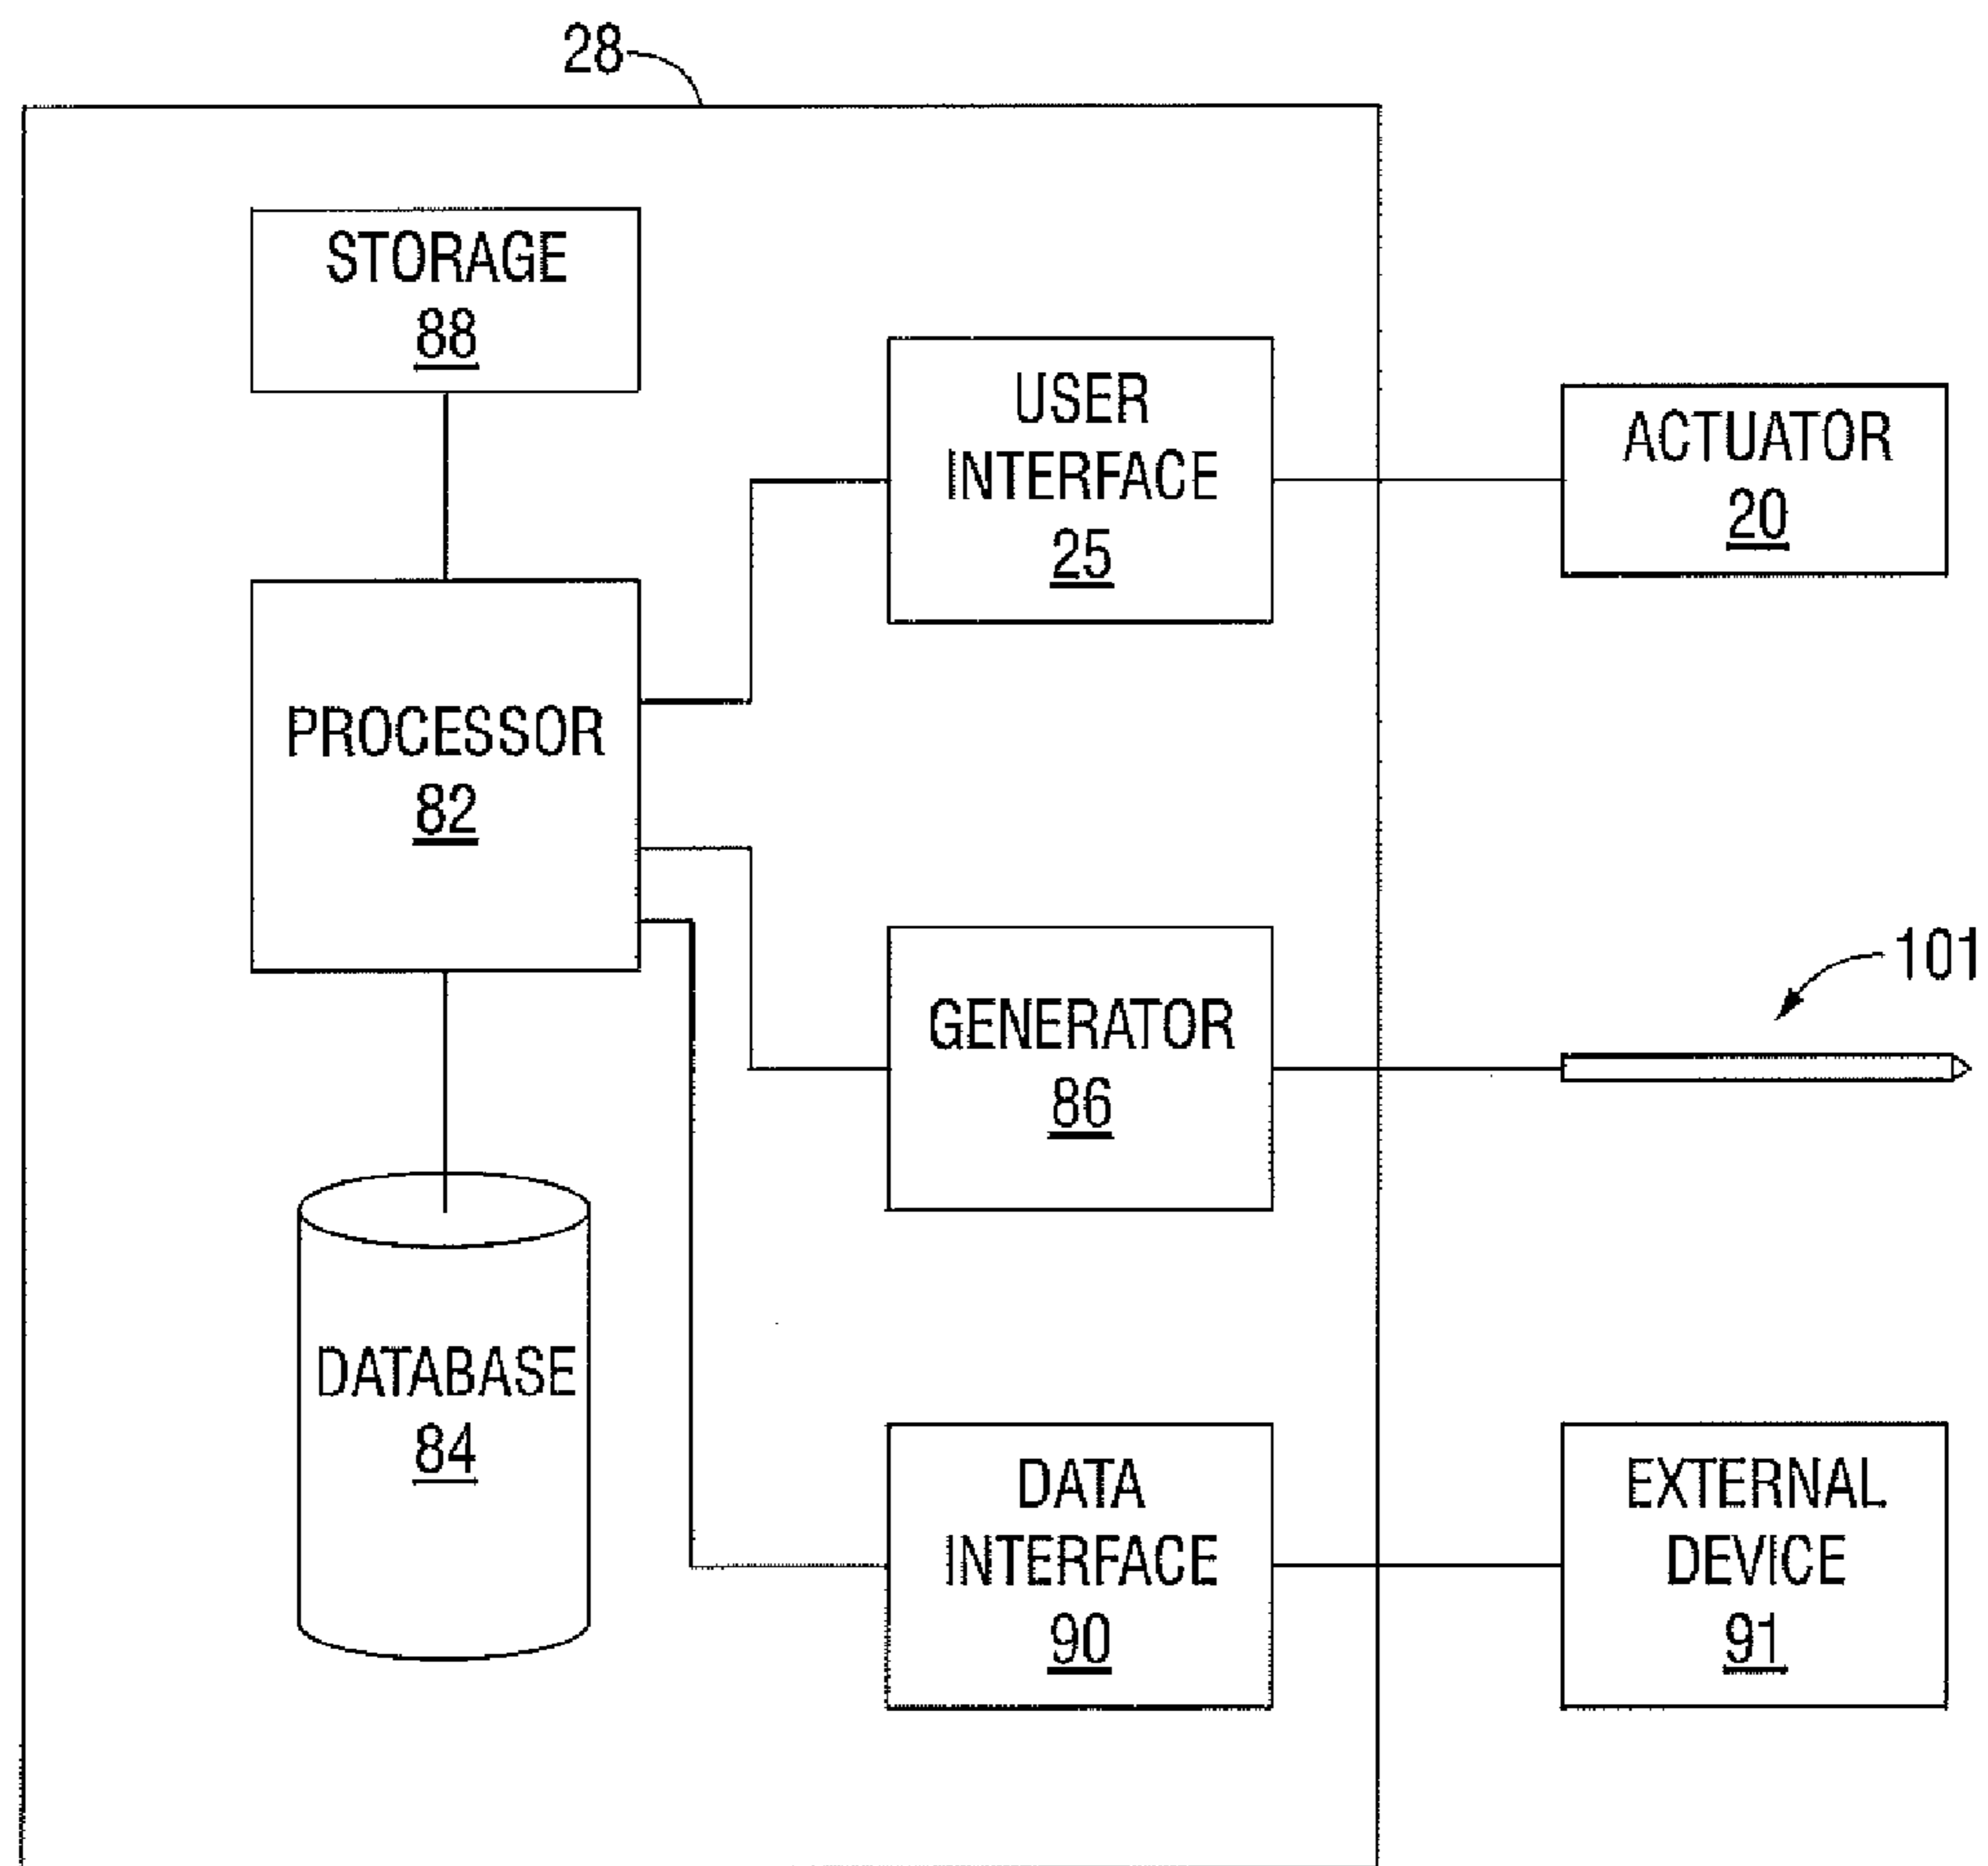 28
STORAGE
88
USER
INTERFACE
25
ACTUATOR
20
PROCESSOR
82
101
GENERATOR
86
DATABASE
84
DATA
INTERFACE
90
EXTERNAL
DEVICE
91